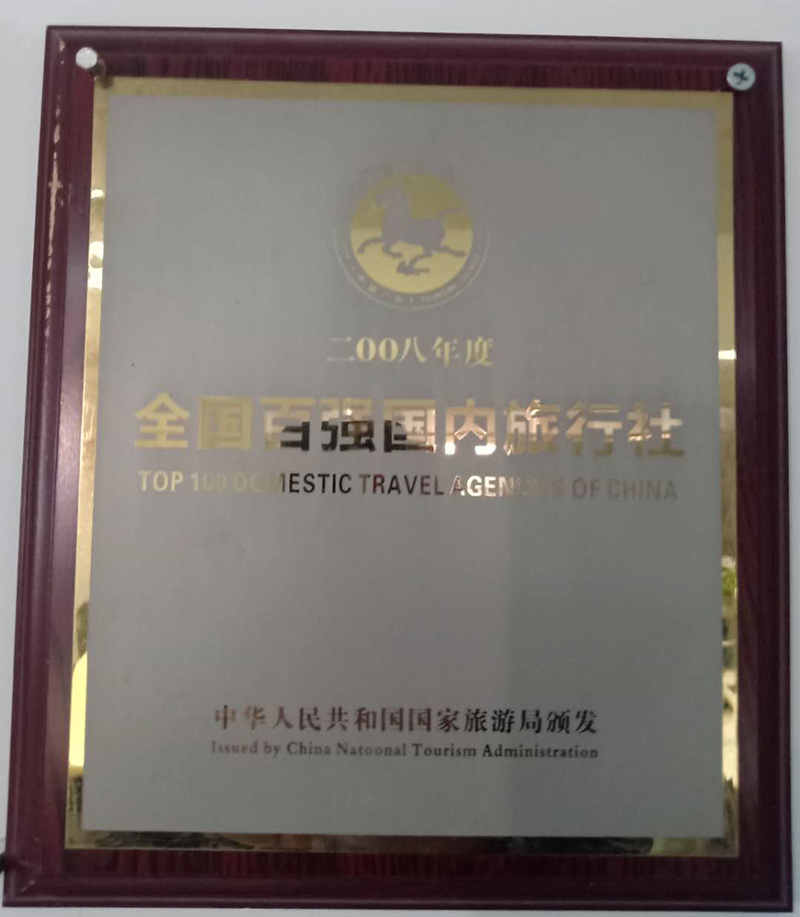 二00八年度
全国百强国内旅行社
TOP 100 DOMESTIC TRAVEL AGENCIES OF CHINA
中华人民共和国国家旅游局颁发
Issued by China Natoonal Tourism Administration